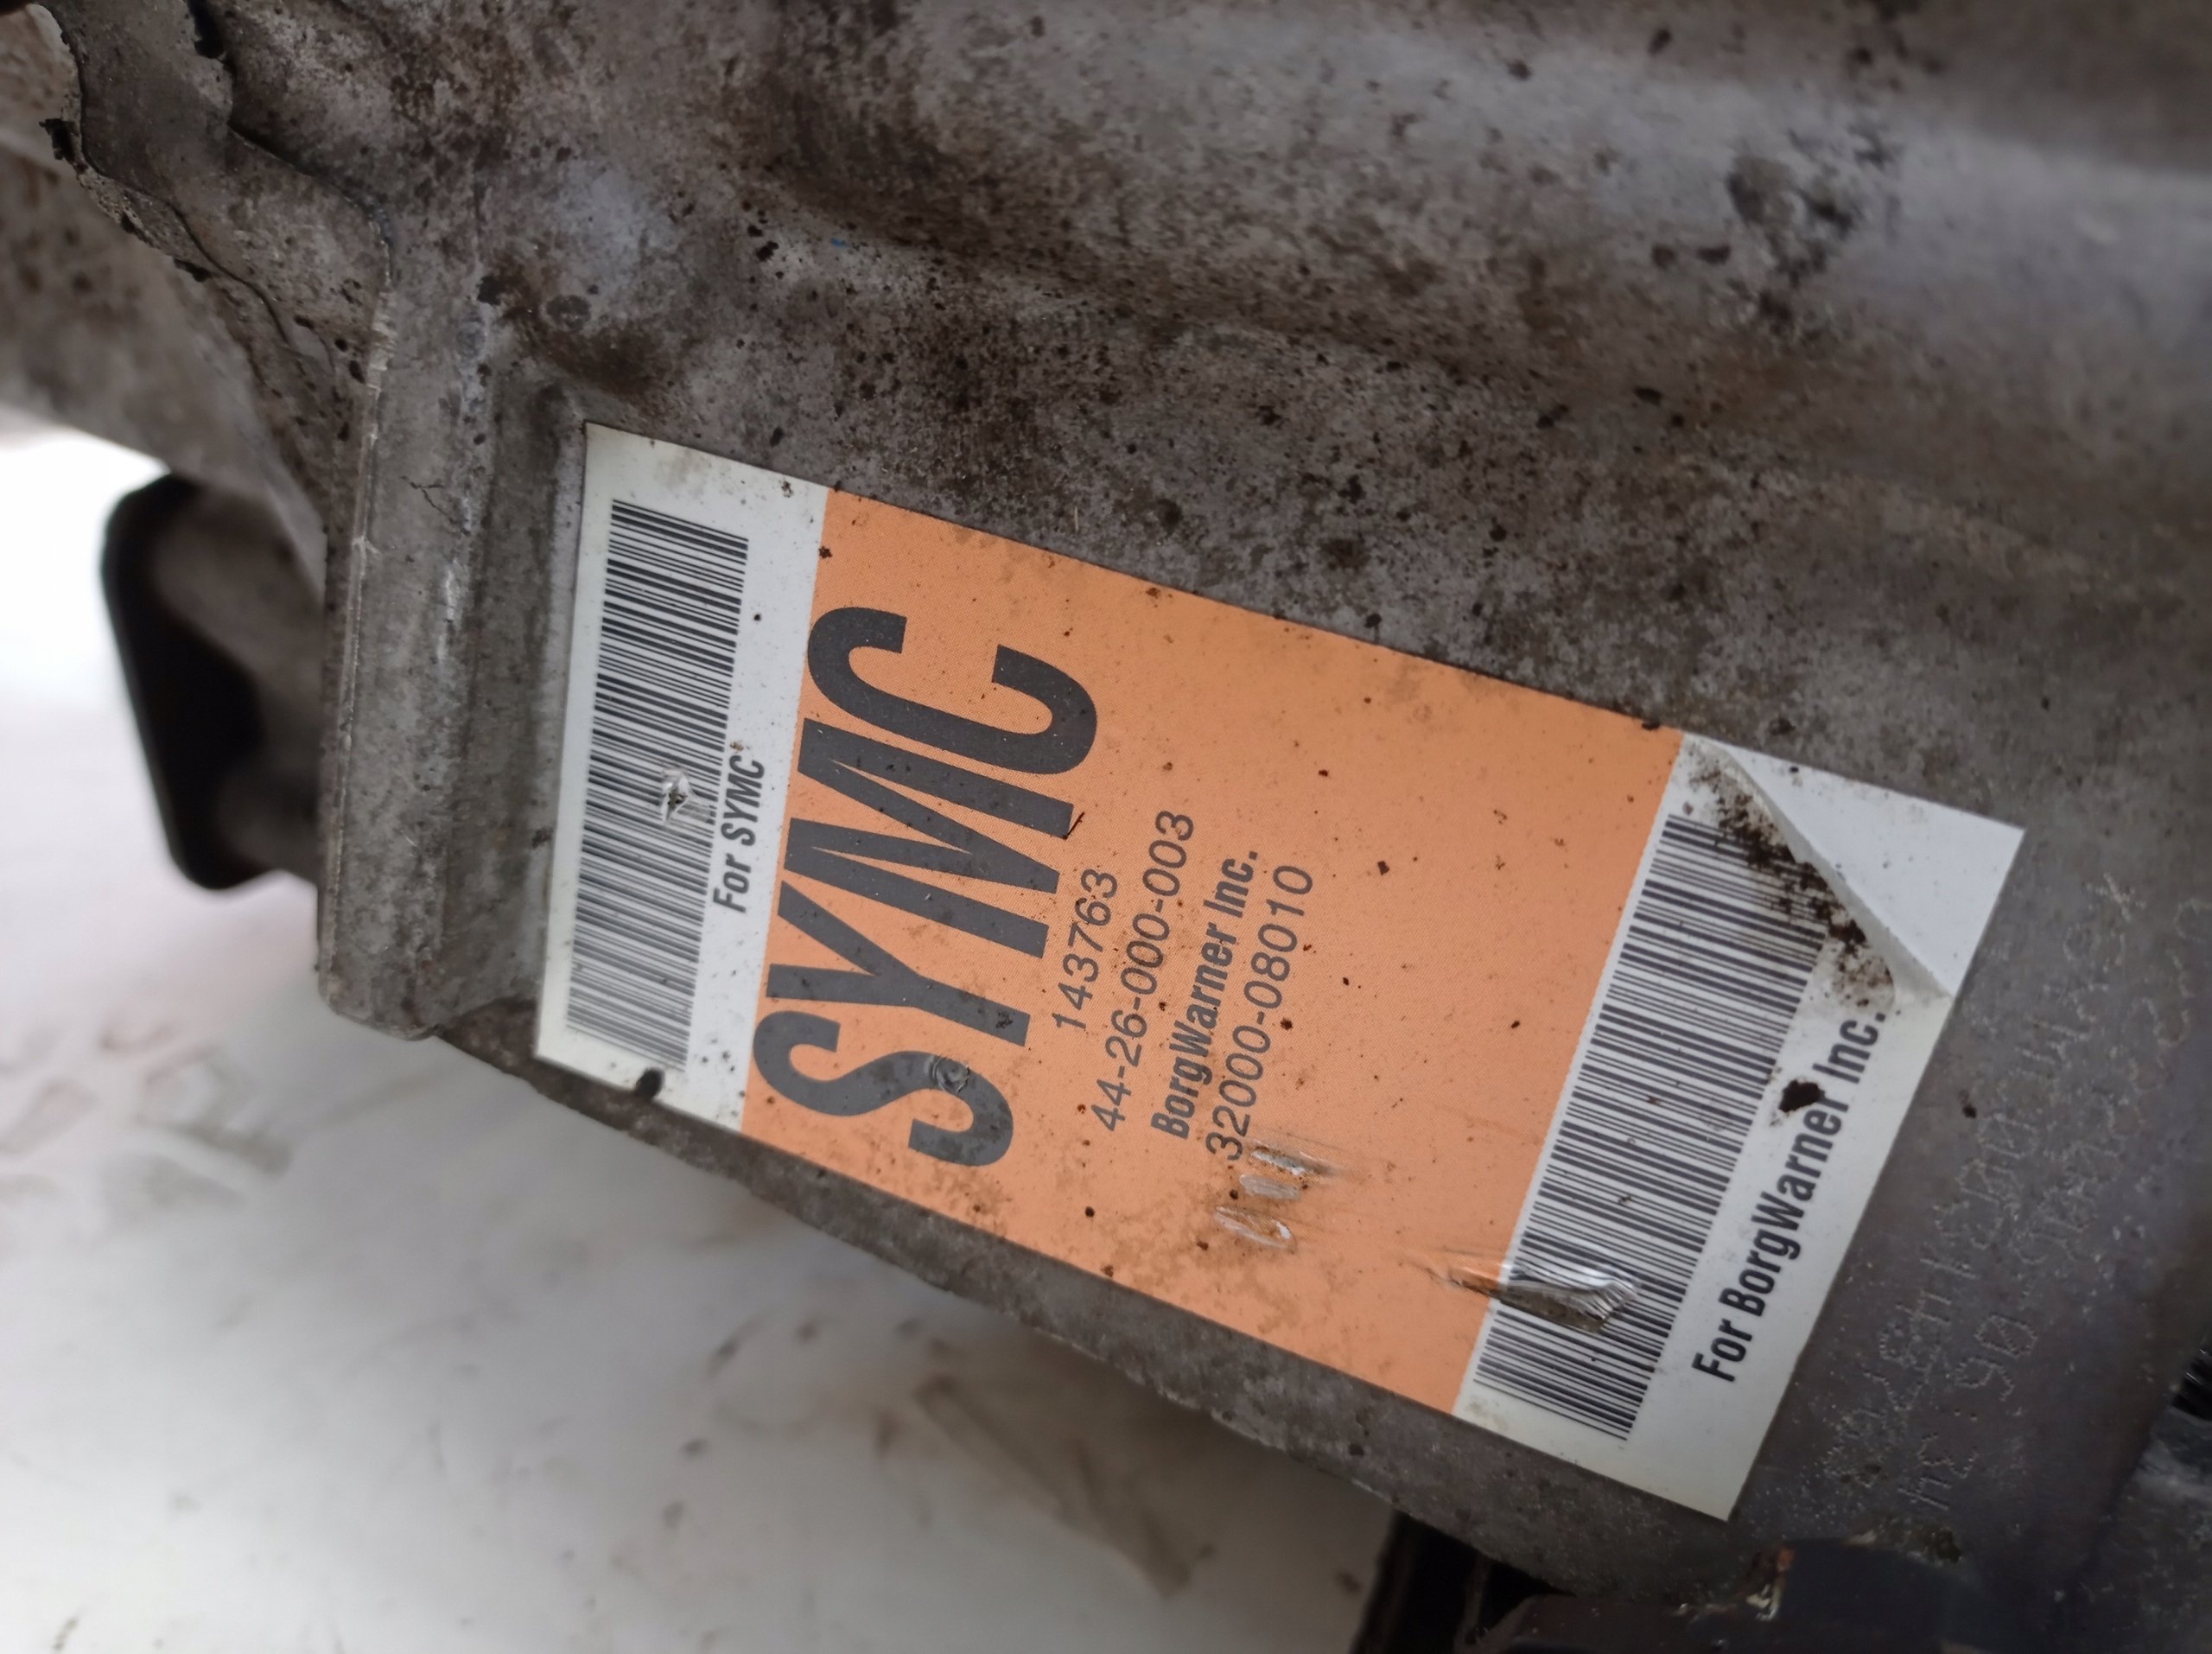 For SYMC
SYMC
143763
44-26-000-003
BorgWarner Inc.
32000-08010
For BorgWarner Inc.